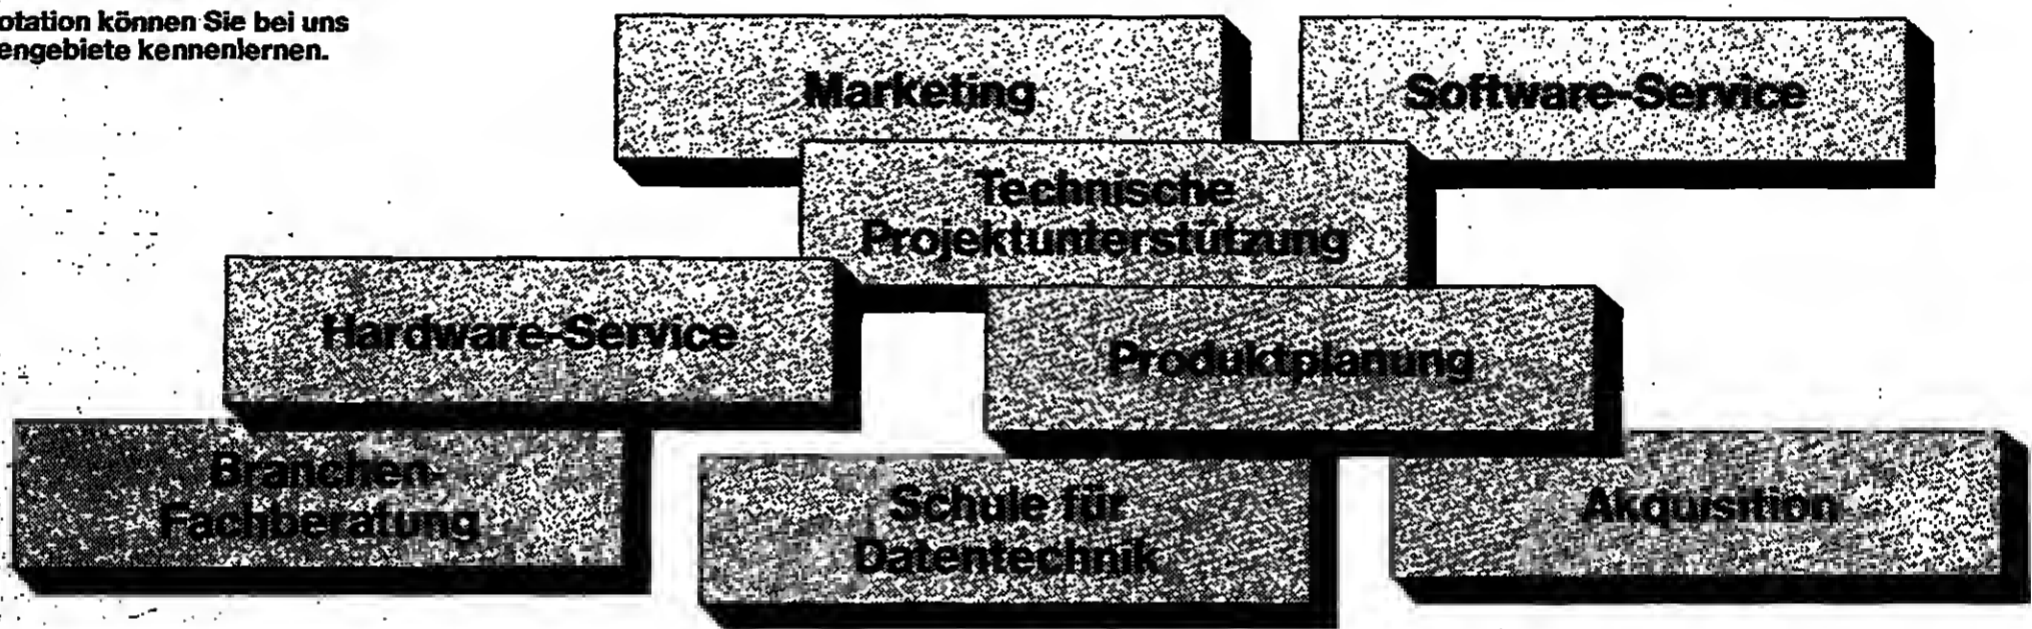 otation können Sie bei uns
engebiete kennenlernen.
Marketing
Software-Service
Technische
Projektunterstützung
Hardware-Service
Produktplanung
Branchen-
Fachberatung
Schule für
Datentechnik
Akquisition